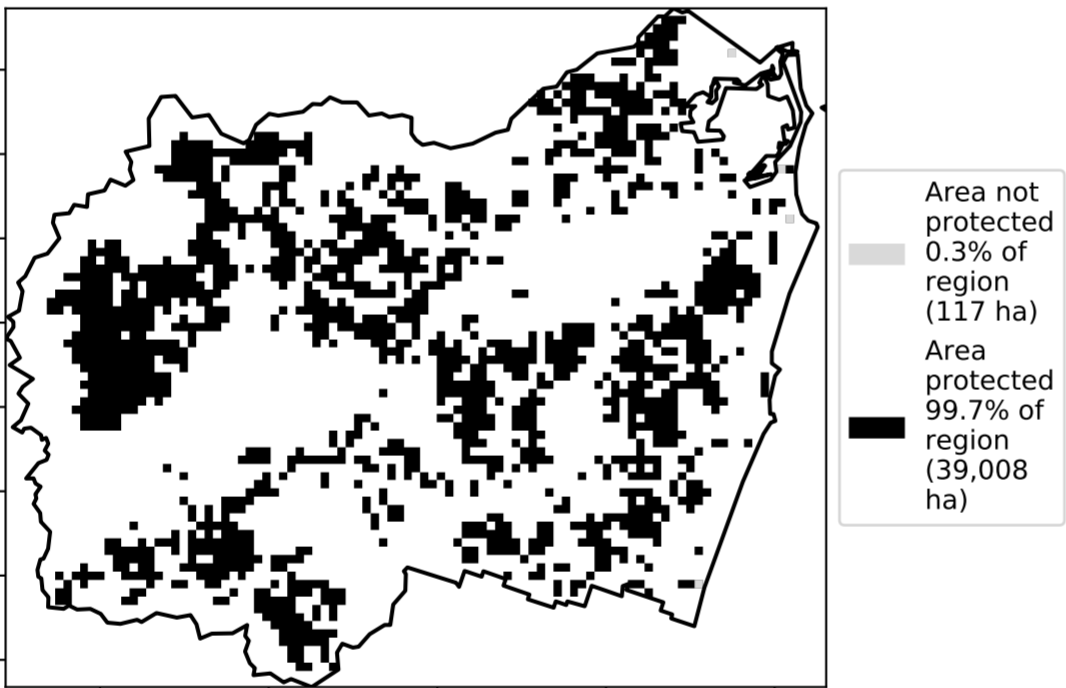 Area not
protected
0.3% of
region
(117 ha)
Area
protected
99.7% of
region
(39,008
ha)